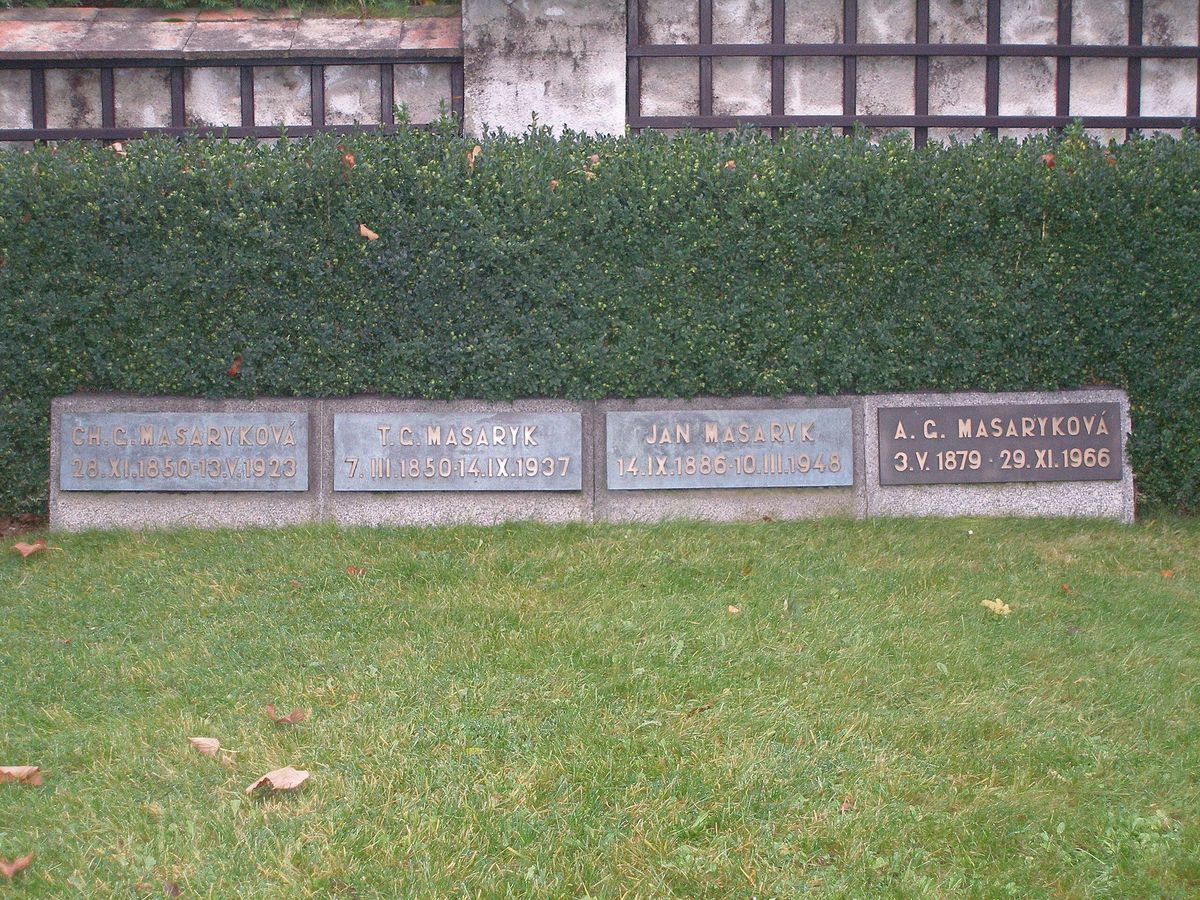 CH. G. MASARYKOVÁ
28.XI.1850-13.V.1923
T. G. MASARYK
7.III.1850-14.IX.1937
JAN MASARYK
14.IX.1886-10.III.1948
A. G. MASARYKOVÁ
3.V. 1879 - 29.XI.1966